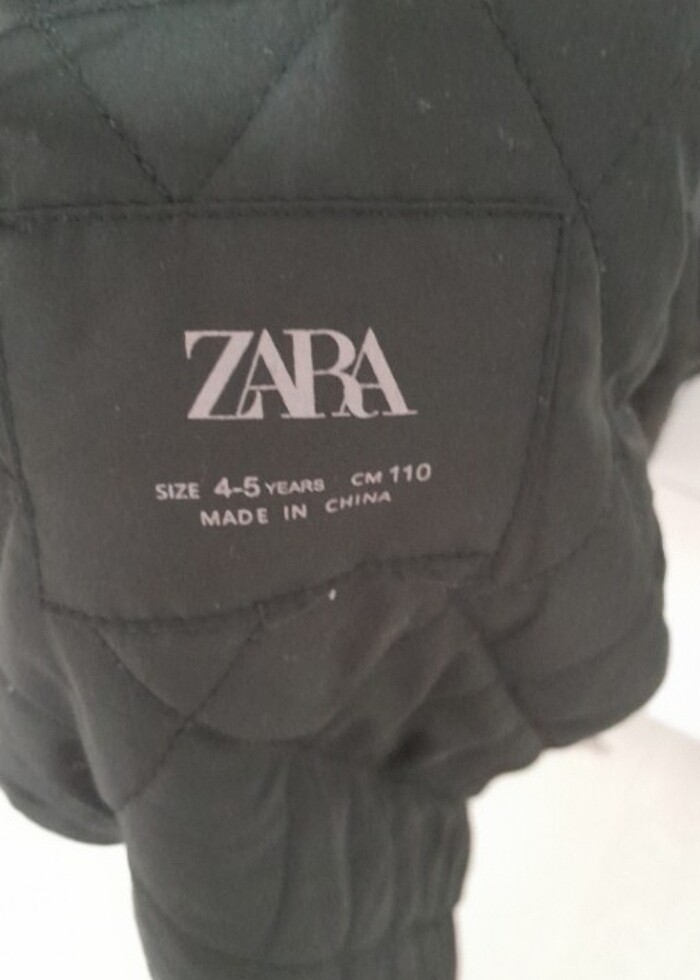 ZARA
SIZE 4-5 YEARS CM 110
MADE IN CHINA